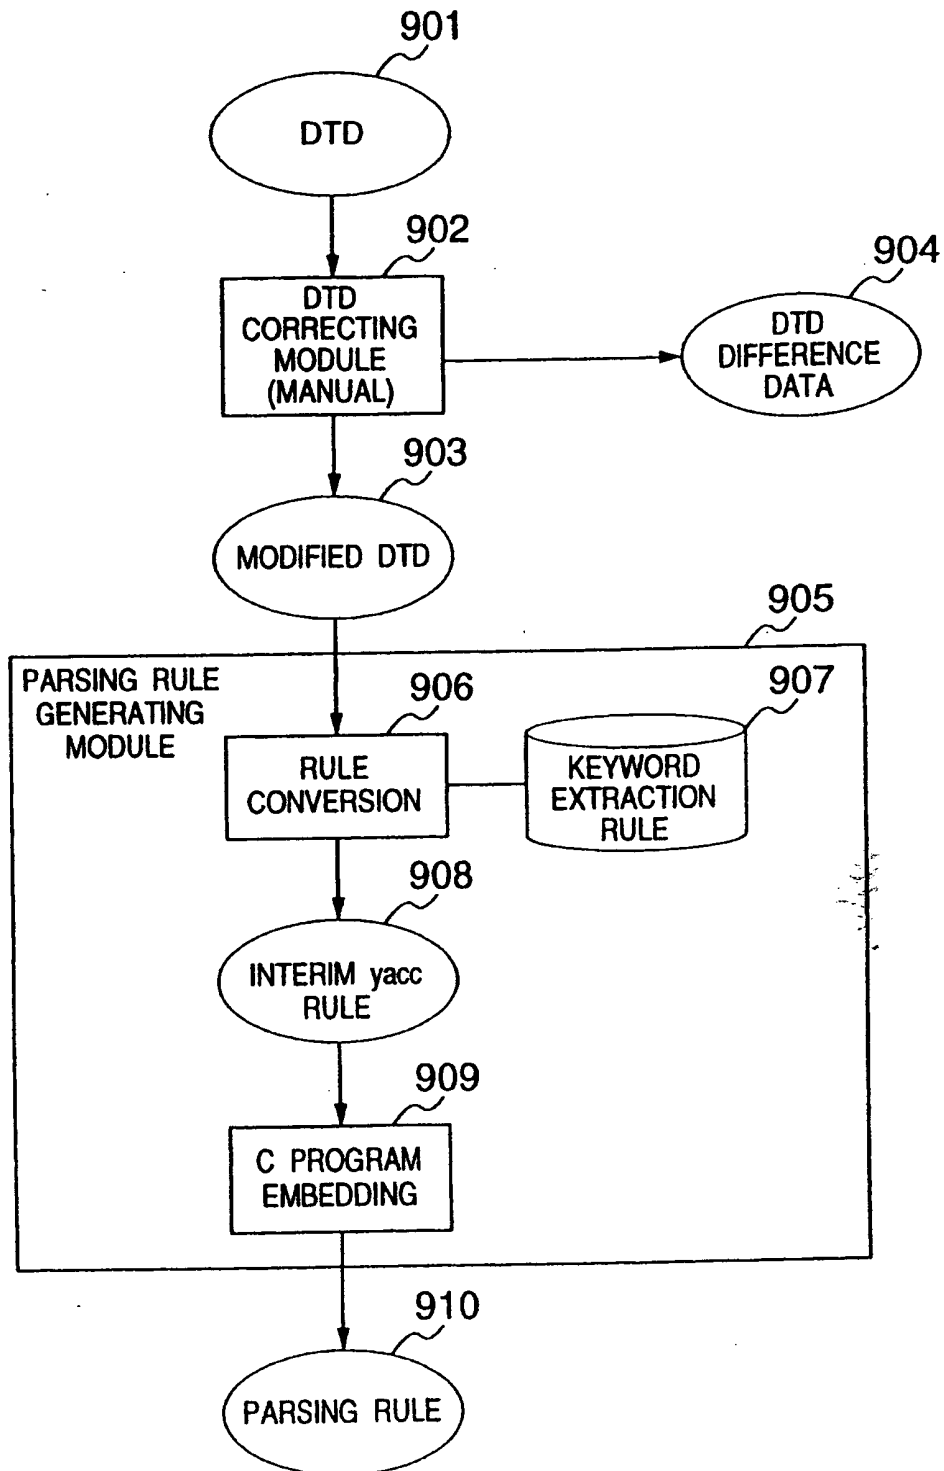 901
DTD
902
DTD
CORRECTING
MODULE
(MANUAL)
904
DTD
DIFFERENCE
DATA
903
MODIFIED DTD
905
PARSING RULE
GENERATING
MODULE
906
RULE
CONVERSION
907
KEYWORD
EXTRACTION
RULE
908
INTERIM yacc
RULE
909
C PROGRAM
EMBEDDING
910
PARSING RULE